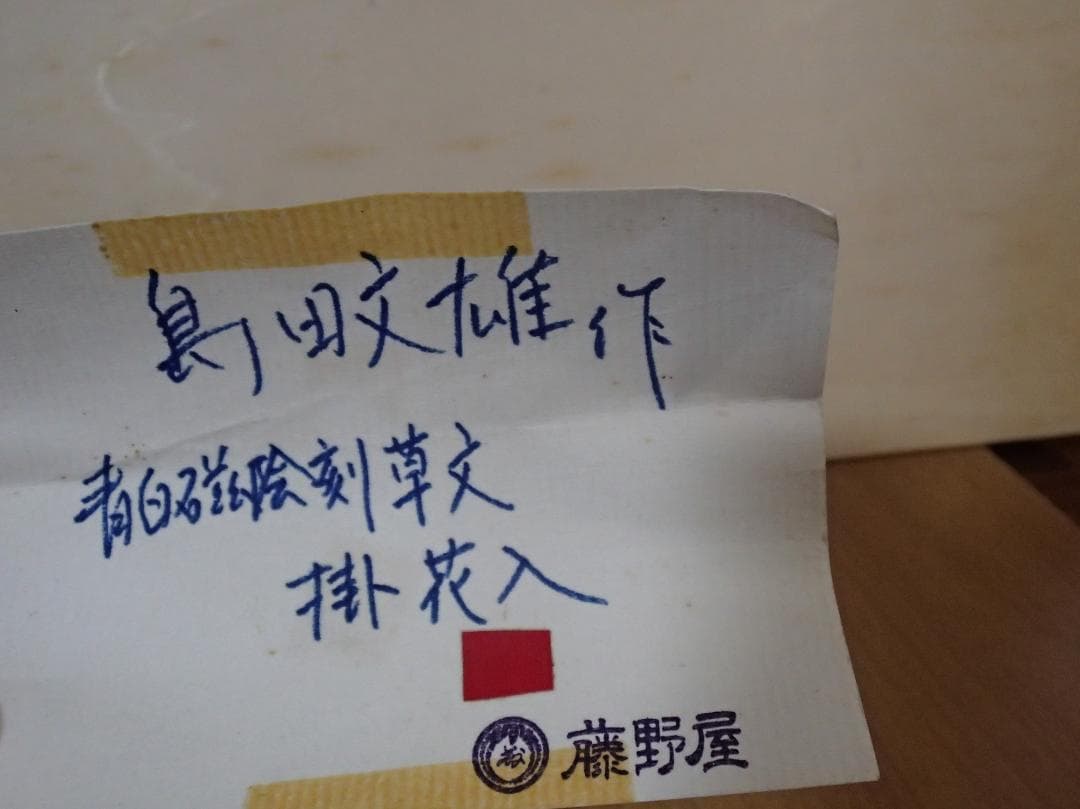 島田文雄作
青白磁陰刻草文
掛花入
藤野屋